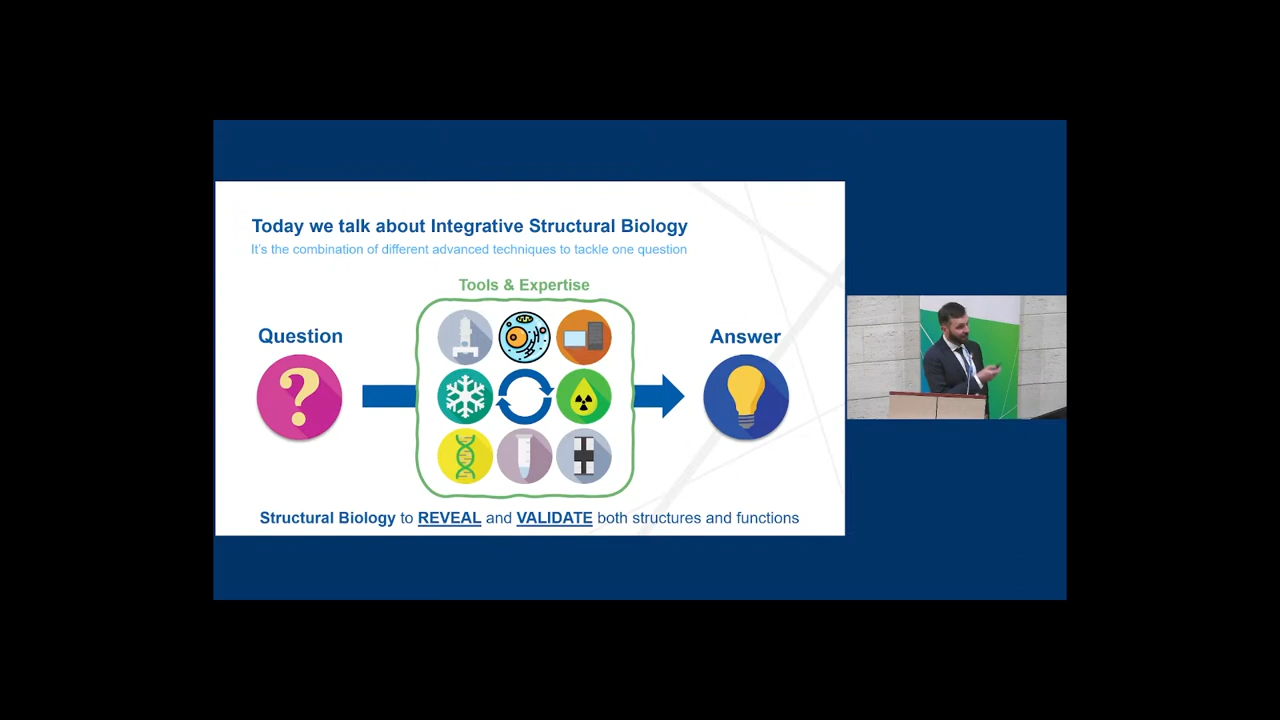 Today we talk about Integrative Structural Biology
It's the combination of different advanced techniques to tackle one question
Tools & Expertise
Question
Answer
?
Structural Biology to REVEAL and VALIDATE both structures and functions